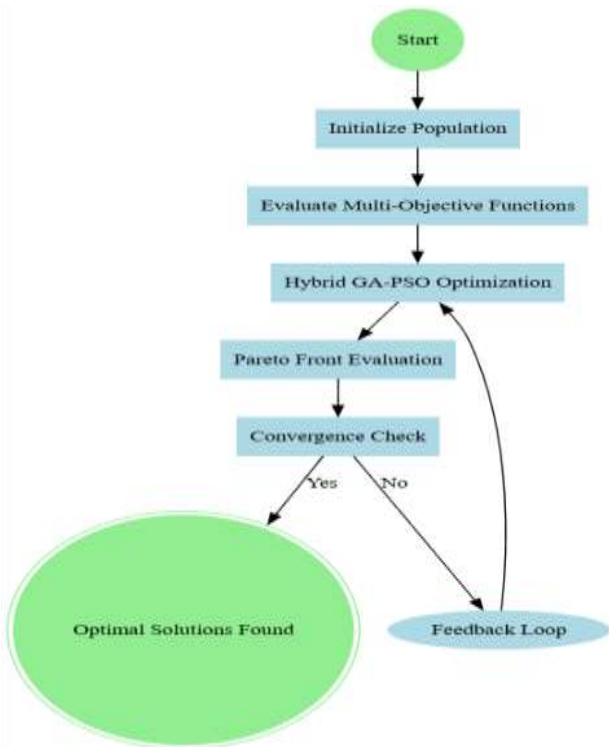 Start
Initialize Population
Evaluate Multi-Objective Functions
Hybrid GA-PSO Optimization
Pareto Front Evaluation
Convergence Check
Yes
No
Optimal Solutions Found
Feedback Loop